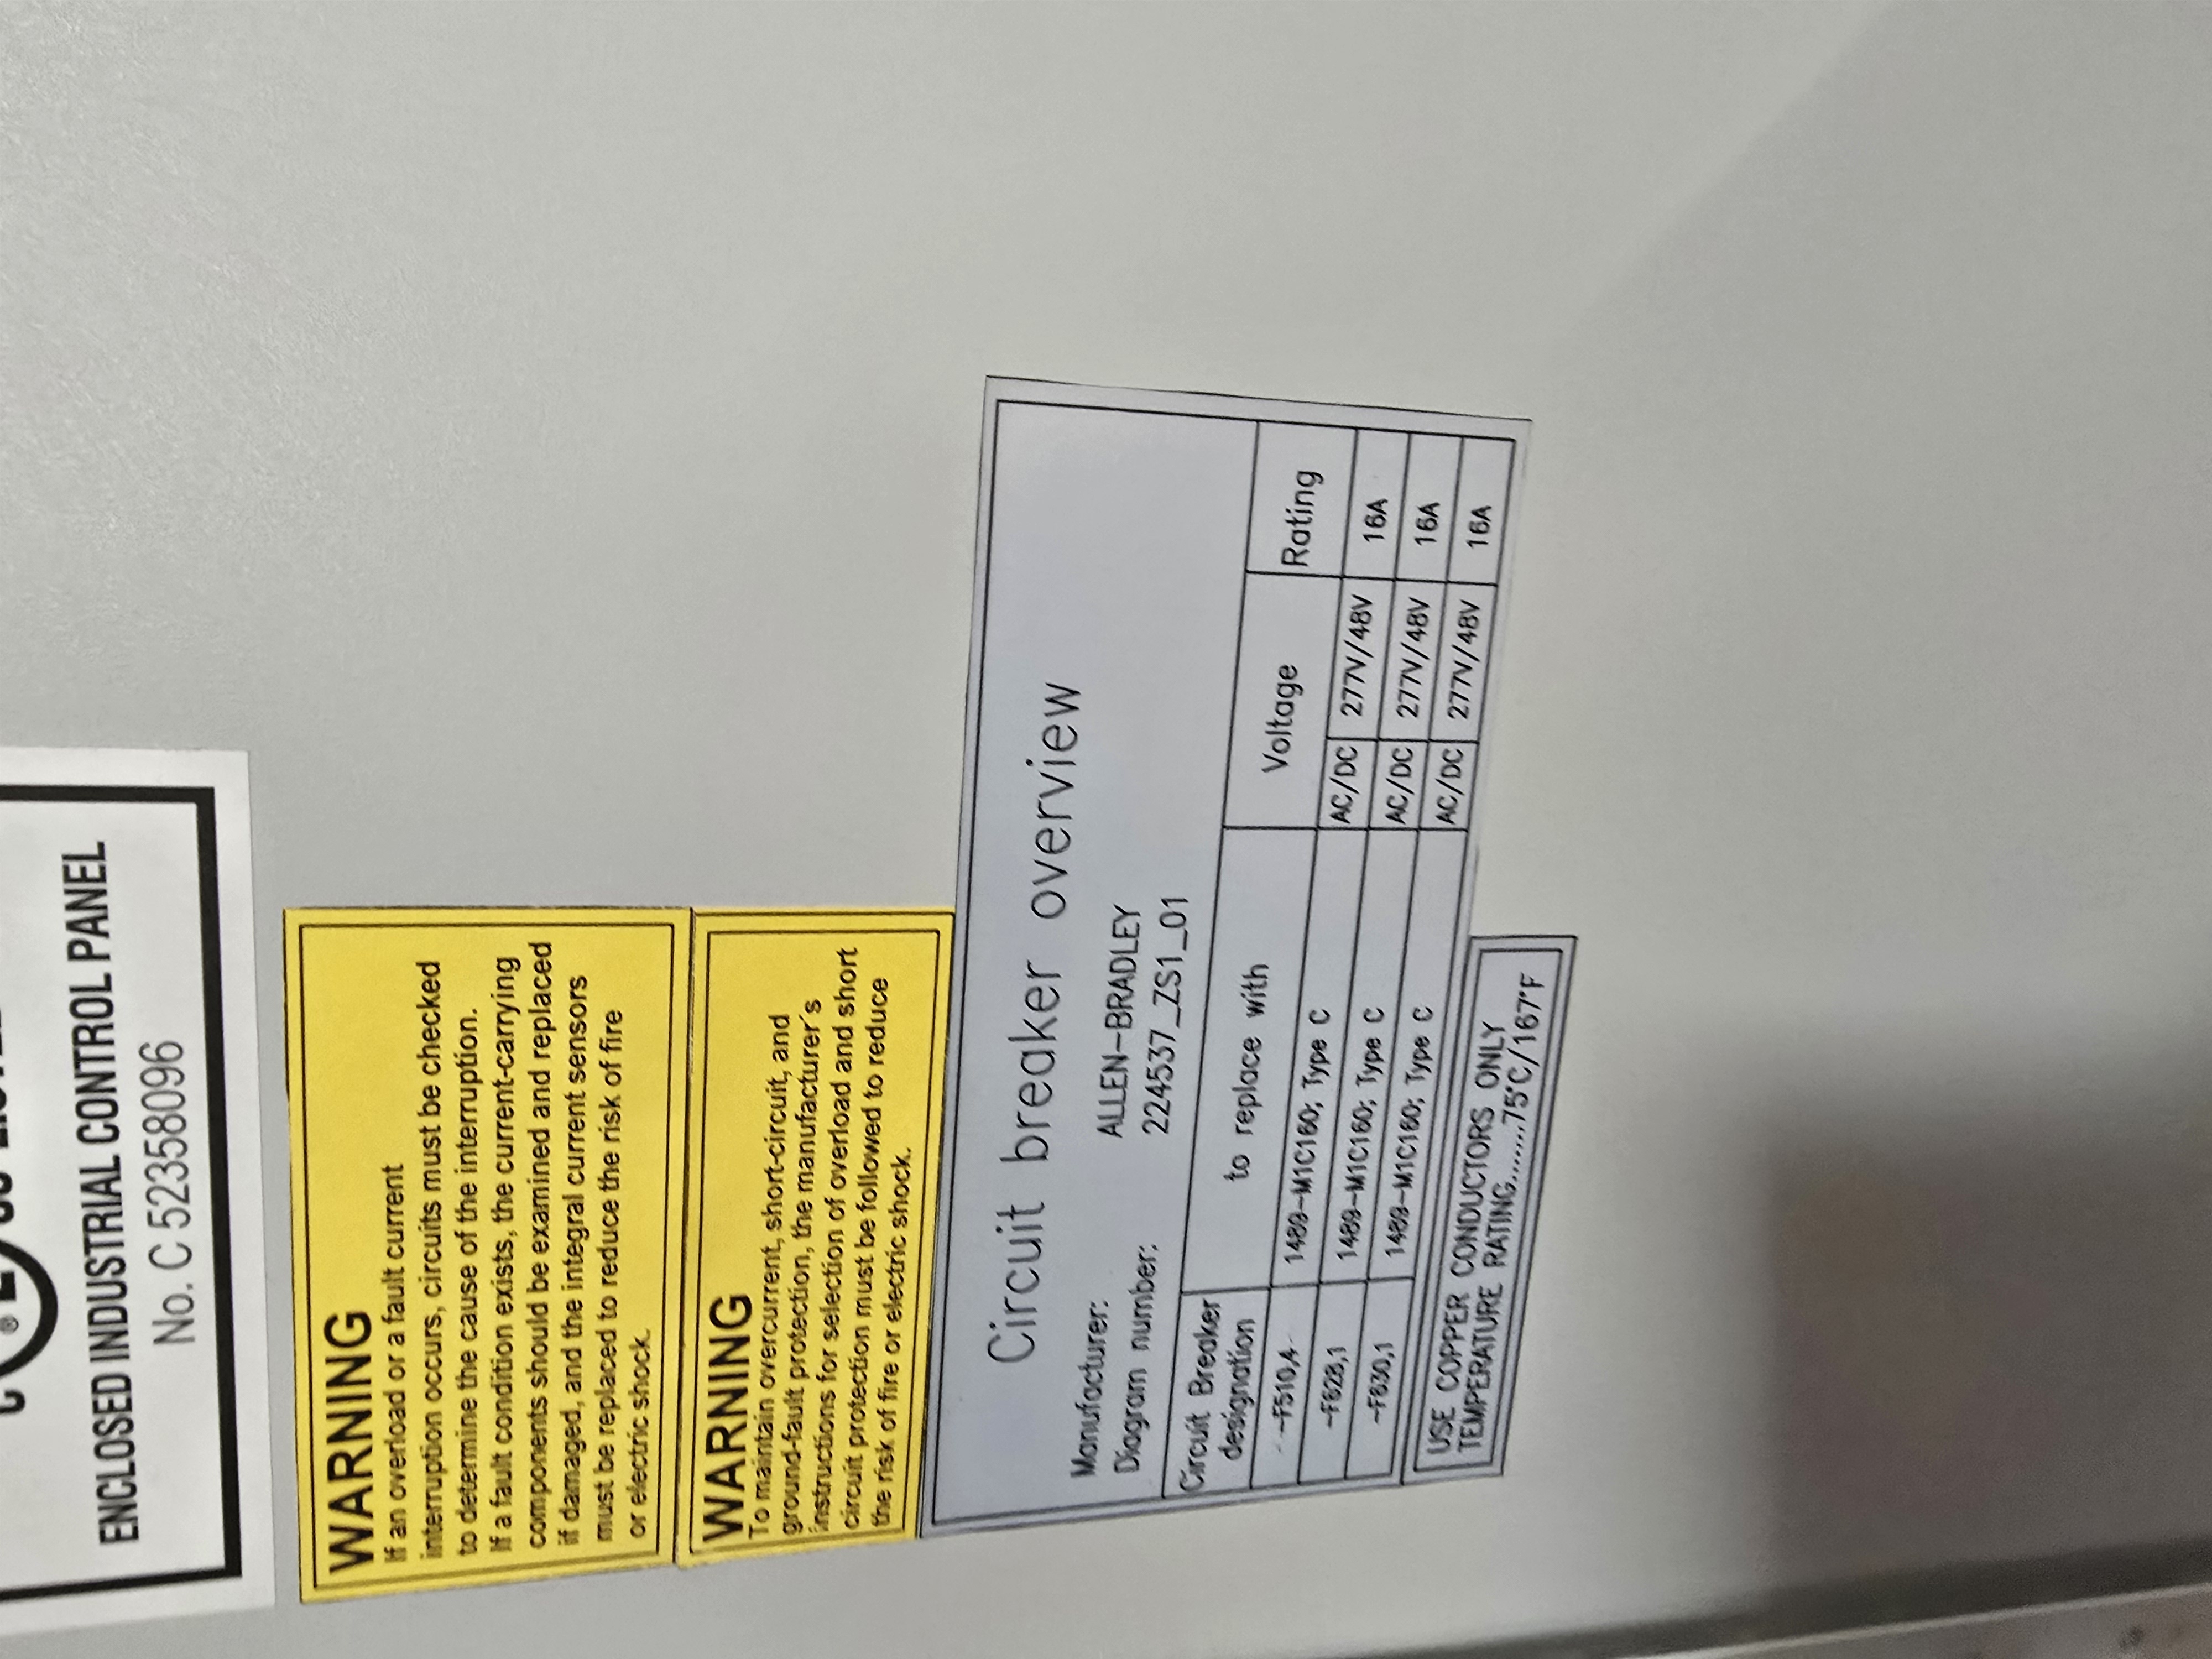 ENCLOSED INDUSTRIAL CONTROL PANEL
No. C 52358096
WARNING
If an overload or a fault current
interruption occurs, circuits must be checked
to determine the cause of the interruption.
If a fault condition exists, the current-carrying
components should be examined and replaced
if damaged, and the integral current sensors
must be replaced to reduce the risk of fire
or electric shock.
WARNING
To maintain overcurrent, short-circuit, and
ground-fault protection, the manufacturer's
instructions for selection of overload and short
circuit protection must be followed to reduce
the risk of fire or electric shock.
Circuit breaker overview
Manufacturer: ALLEN-BRADLEY
Diagram number: 224537_ZS1_01
Circuit Breaker designation to replace with Voltage Rating
-F510,4 1489-M1C160; Type C AC/DC 277V/48V 16A
-F628,1 1489-M1C160; Type C AC/DC 277V/48V 16A
-F630,1 1489-M1C160; Type C AC/DC 277V/48V 16A
USE COPPER CONDUCTORS ONLY
TEMPERATURE RATING.......75°C/167°F